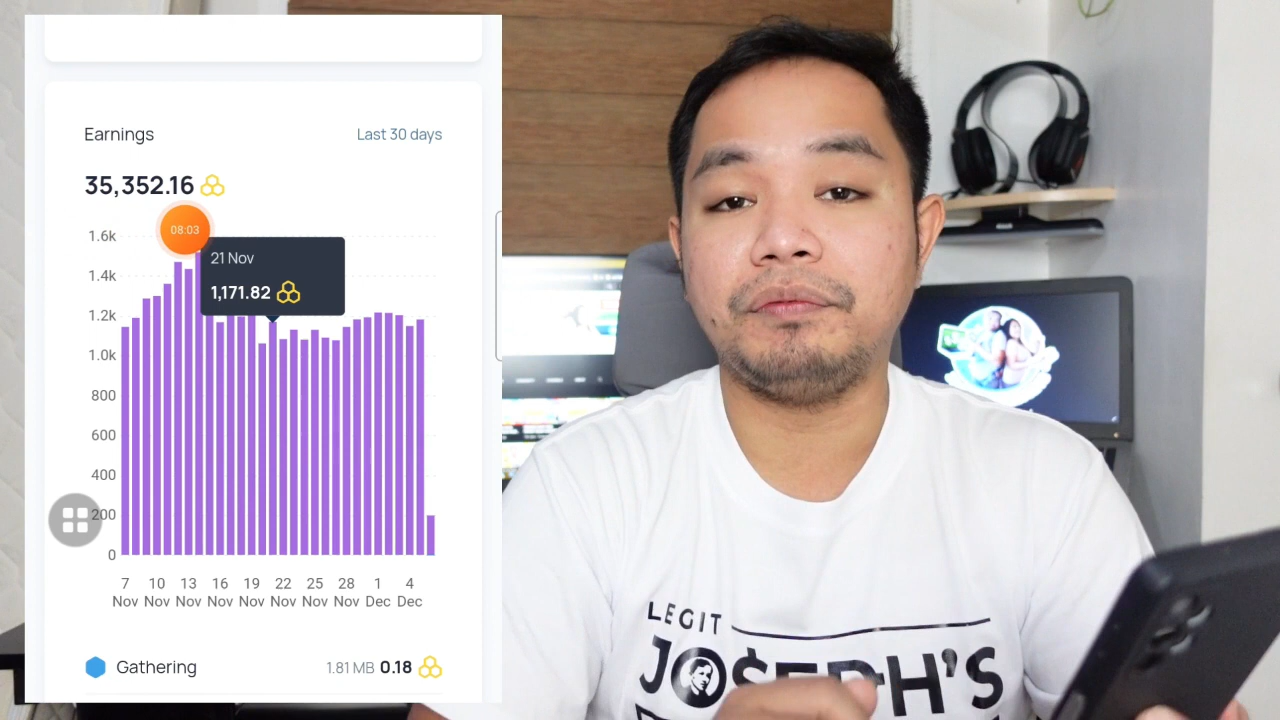 Earnings
Last 30 days
35,352.16
08:03
21 Nov
1,171.82
1.6k
1.4k
1.2k
1.0k
800
600
400
200
0
7 10 13 16 19 22 25 28 1 4
Nov Nov Nov Nov Nov Nov Nov Nov Dec Dec
Gathering
1.81 MB 0.18
LEGIT
JO$EPH'S